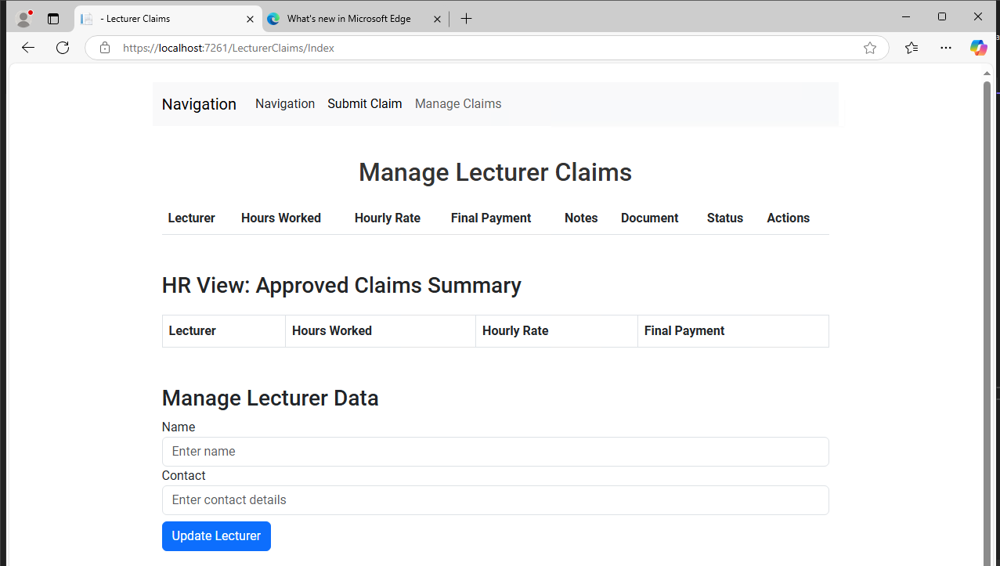 - Lecturer Claims
What's new in Microsoft Edge
https://localhost:7261/LecturerClaims/Index
Navigation Navigation Submit Claim Manage Claims
Manage Lecturer Claims
Lecturer Hours Worked Hourly Rate Final Payment Notes Document Status Actions
HR View: Approved Claims Summary
Lecturer Hours Worked Hourly Rate Final Payment
Manage Lecturer Data
Name
Enter name
Contact
Enter contact details
Update Lecturer